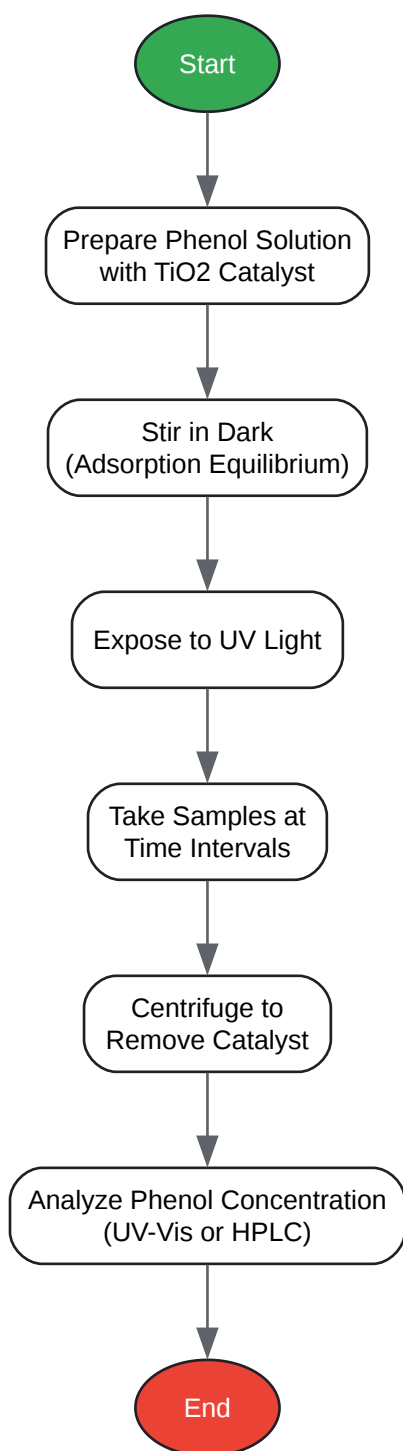 Start
Prepare Phenol Solution
with TiO2 Catalyst
Stir in Dark
(Adsorption Equilibrium)
Expose to UV Light
Take Samples at
Time Intervals
Centrifuge to
Remove Catalyst
Analyze Phenol Concentration
(UV-Vis or HPLC)
End